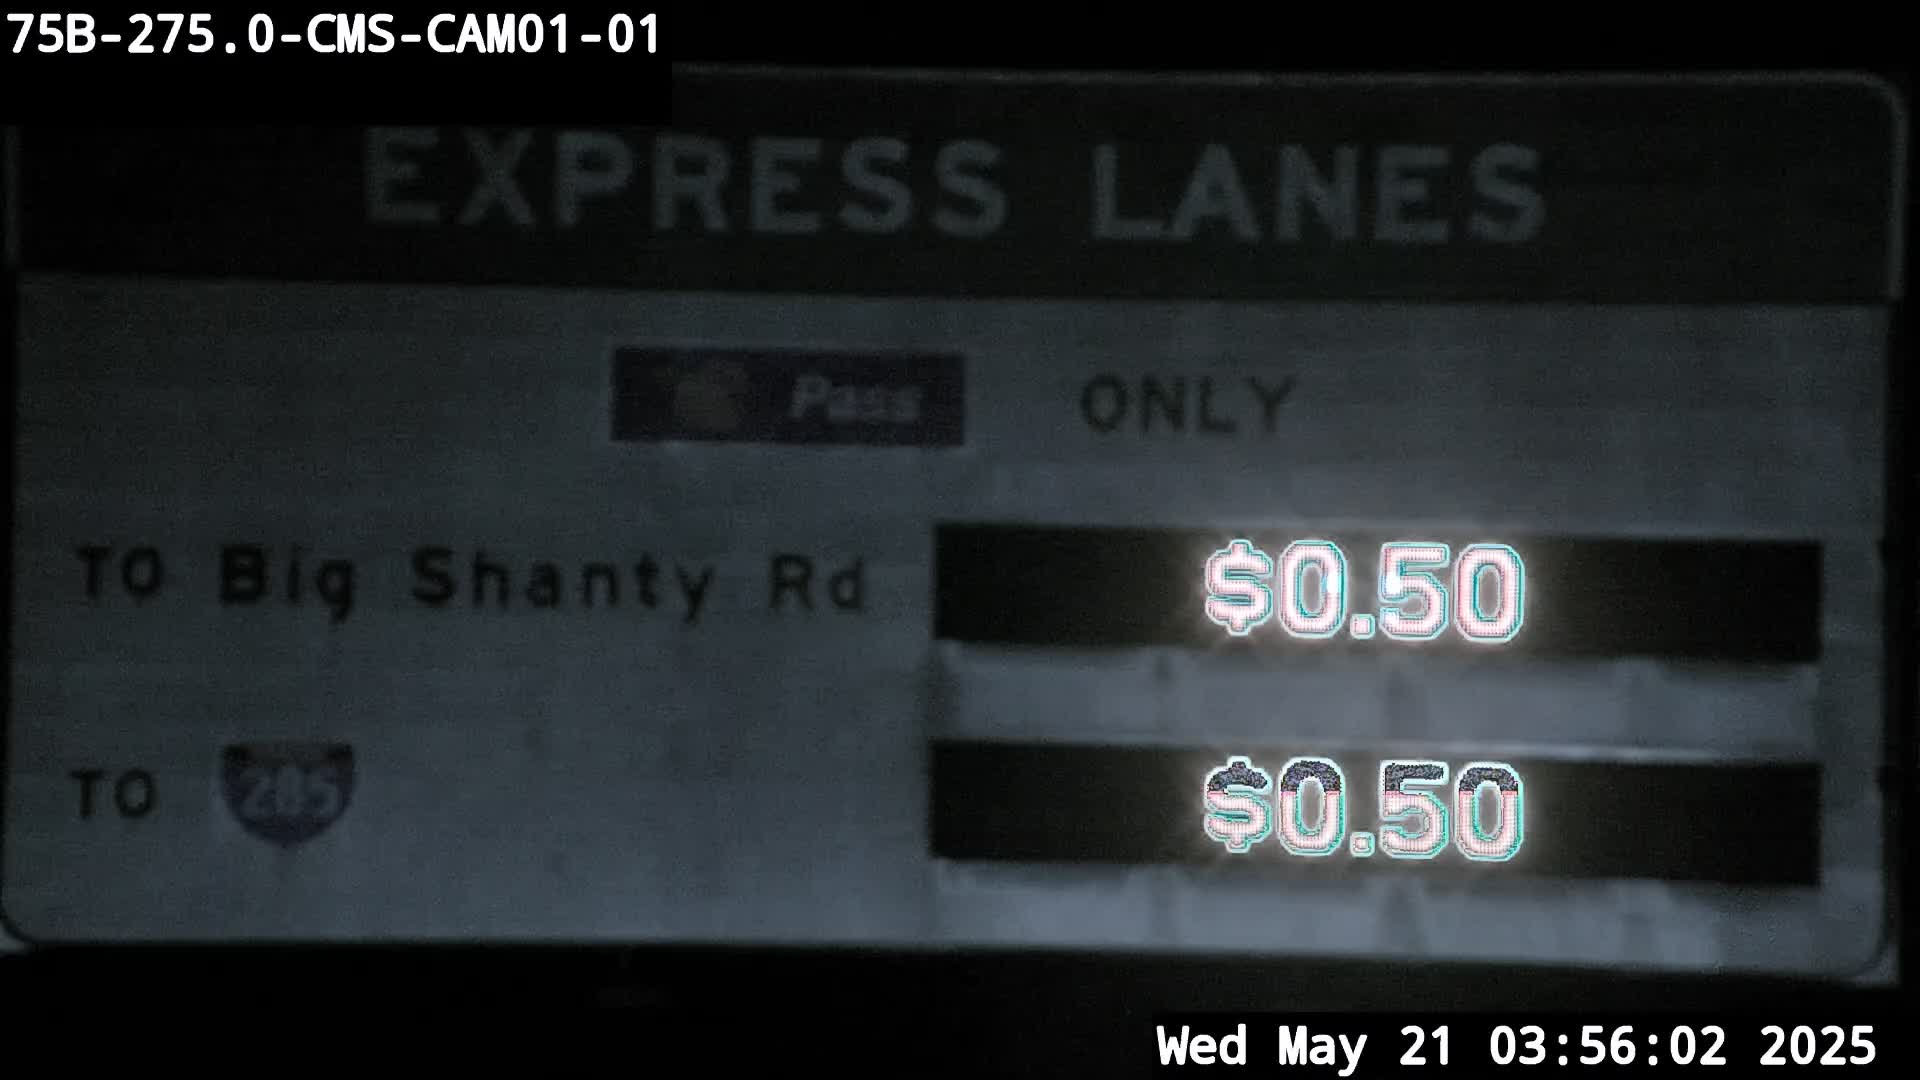 75B-275.0-CMS-CAM01-01
EXPRESS LANES
Pass ONLY
TO Big Shanty Rd $0.50
TO 285 $0.50
Wed May 21 03:56:02 2025